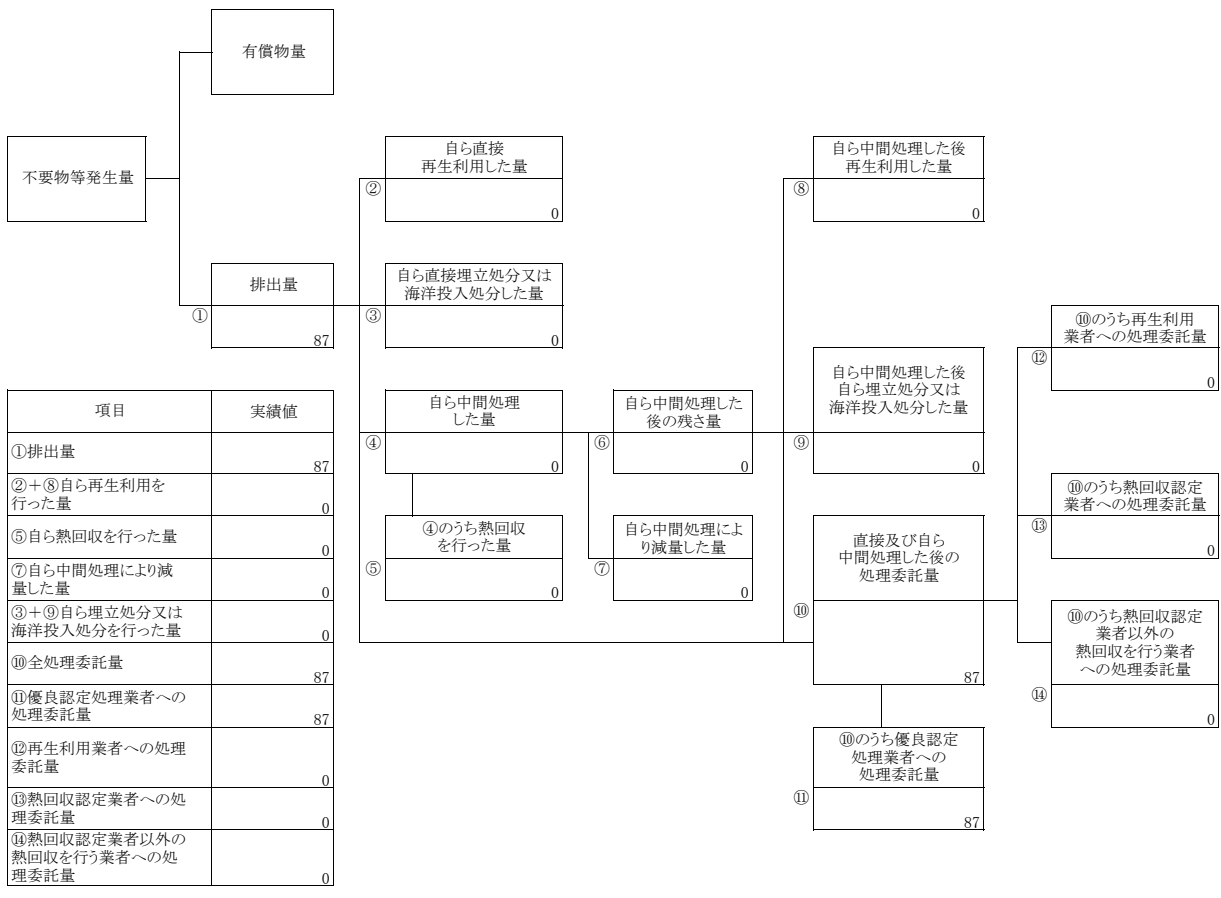 有償物量
不要物等発生量
自ら直接
再生利用した量
②
0
自ら中間処理した後
再生利用した量
⑧
0
排出量
①
87
自ら直接埋立処分又は
海洋投入処分した量
③
0
⑩のうち再生利用
業者への処理委託量
⑫
0
自ら中間処理した量
④
0
自ら中間処理した
後の残さ量
⑥
0
自ら中間処理した後
自ら埋立処分又は
海洋投入処分した量
⑨
0
⑩のうち熱回収認定
業者への処理委託量
⑬
0
④のうち熱回収
を行った量
⑤
0
自ら中間処理によ
り減量した量
⑦
0
直接及び自ら
中間処理した後の
処理委託量
⑩
87
⑩のうち熱回収認定
業者以外の
熱回収を行う業者
への処理委託量
⑭
0
⑩のうち優良認定
処理業者への
処理委託量
⑪
87
項目 実績値
①排出量
87
②＋⑧自ら再生利用を
行った量
0
⑤自ら熱回収を行った量
0
⑦自ら中間処理により減
量した量
0
③＋⑨自ら埋立処分又は
海洋投入処分を行った量
0
⑩全処理委託量
87
⑪優良認定処理業者への
処理委託量
87
⑫再生利用業者への処理
委託量
0
⑬熱回収認定業者への処
理委託量
0
⑭熱回収認定業者以外の
熱回収を行う業者への処
理委託量
0